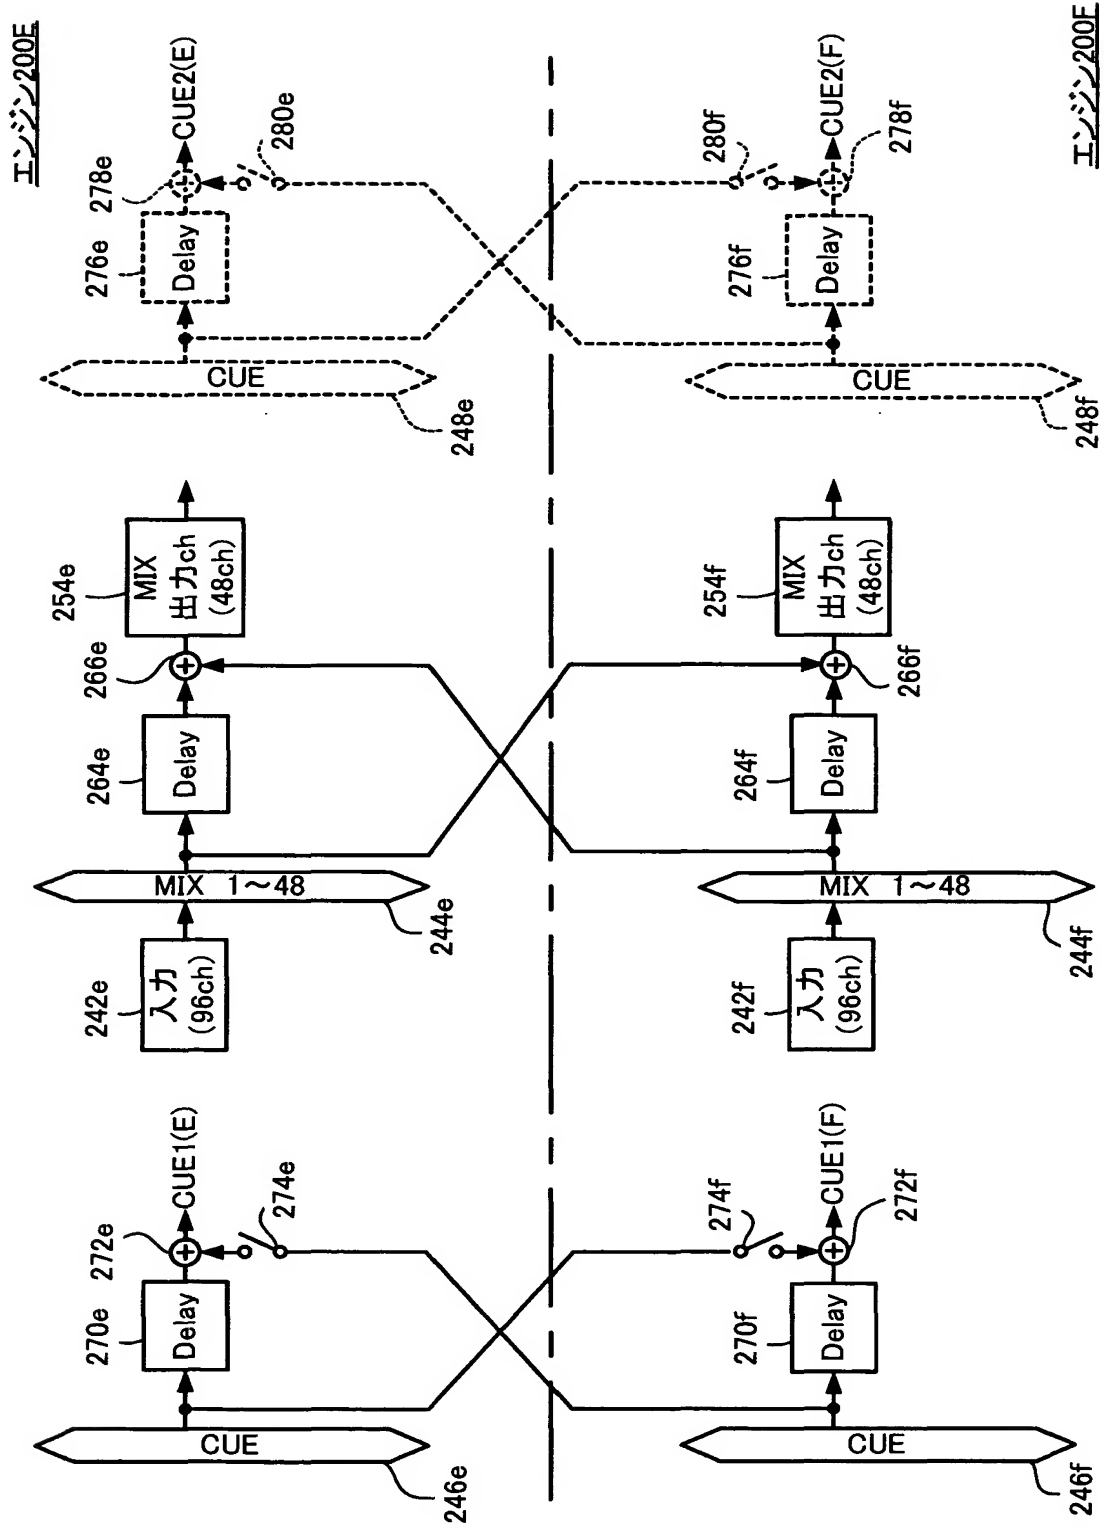 エンジン200E
246e
CUE
270e
Delay
272e
CUE1(E)
274e
242e
入力
(96ch)
244e
MIX 1～48
264e
Delay
266e
254e
MIX
出力ch
(48ch)
248e
CUE
276e
Delay
278e
CUE2(E)
280e
エンジン200F
246f
CUE
270f
Delay
272f
CUE1(F)
274f
242f
入力
(96ch)
244f
MIX 1～48
264f
Delay
266f
254f
MIX
出力ch
(48ch)
248f
CUE
276f
Delay
278f
CUE2(F)
280f